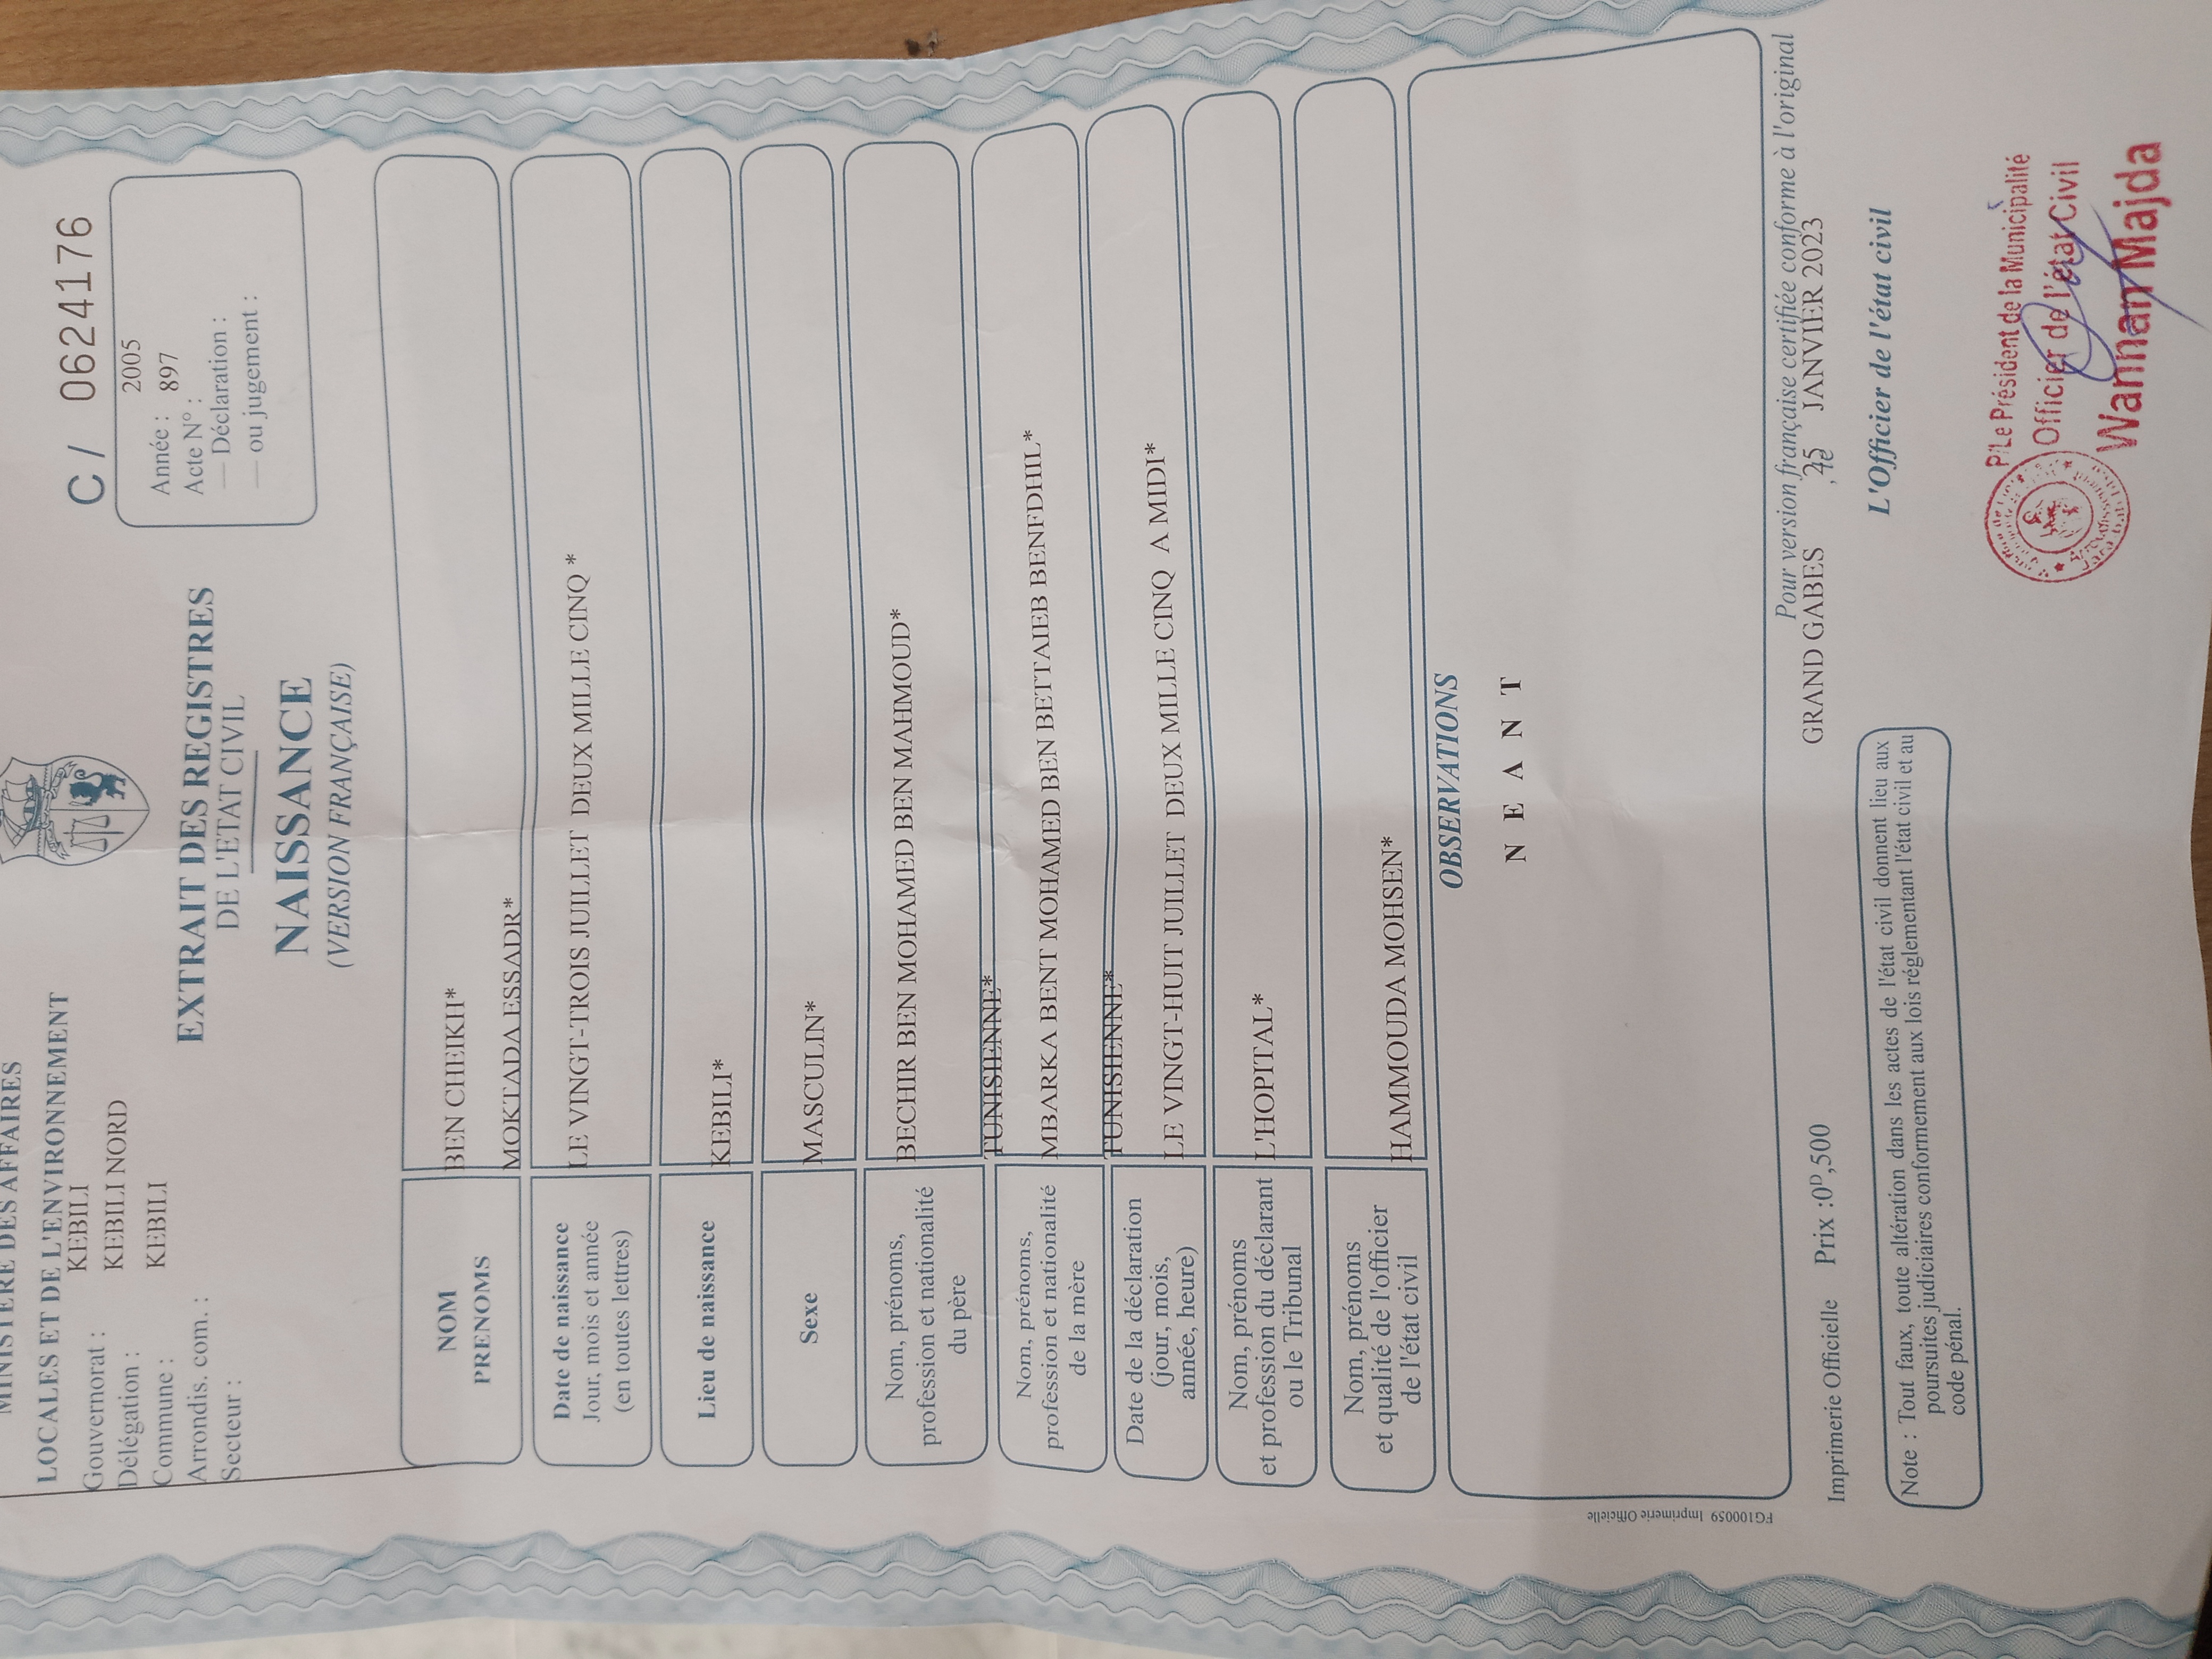 MINISTERE DES AFFAIRES
LOCALES ET DE L'ENVIRONNEMENT
Gouvernorat : KEBILI
Délégation : KEBILI NORD
Commune : KEBILI
Arrondis. com. :
Secteur :
C / 0624176
Année : 2005
Acte N° : 897
— Déclaration :
— ou jugement :
EXTRAIT DES REGISTRES
DE L'ETAT CIVIL
NAISSANCE
(VERSION FRANÇAISE)
NOM
PRENOMS
BEN CHEIKH*
MOKTADA ESSADR*
Date de naissance
Jour, mois et année
(en toutes lettres)
LE VINGT-TROIS JUILLET DEUX MILLE CINQ *
Lieu de naissance
KEBILI*
Sexe
MASCULIN*
Nom, prénoms,
profession et nationalité
du père
BECHIR BEN MOHAMED BEN MAHMOUD*
TUNISIENNE*
Nom, prénoms,
profession et nationalité
de la mère
MBARKA BENT MOHAMED BEN BETTAIEB BENFDHIL*
TUNISIENNE*
Date de la déclaration
(jour, mois,
année, heure)
LE VINGT-HUIT JUILLET DEUX MILLE CINQ A MIDI*
Nom, prénoms
et profession du déclarant
ou le Tribunal
L'HOPITAL*
Nom, prénoms
et qualité de l'officier
de l'état civil
HAMMOUDA MOHSEN*
OBSERVATIONS
N E A N T
FG100059 Imprimerie Officielle
Pour version française certifiée conforme à l'original
GRAND GABES , JANVIER 2023
Imprimerie Officielle Prix :0D,500
L'Officier de l'état civil
Note : Tout faux, toute altération dans les actes de l'état civil donnent lieu aux
poursuites judiciaires conformement aux lois réglementant l'état civil et au
code pénal.
P/Le Président de la Municipalité
Officier de l'état Civil
Wannan Majda